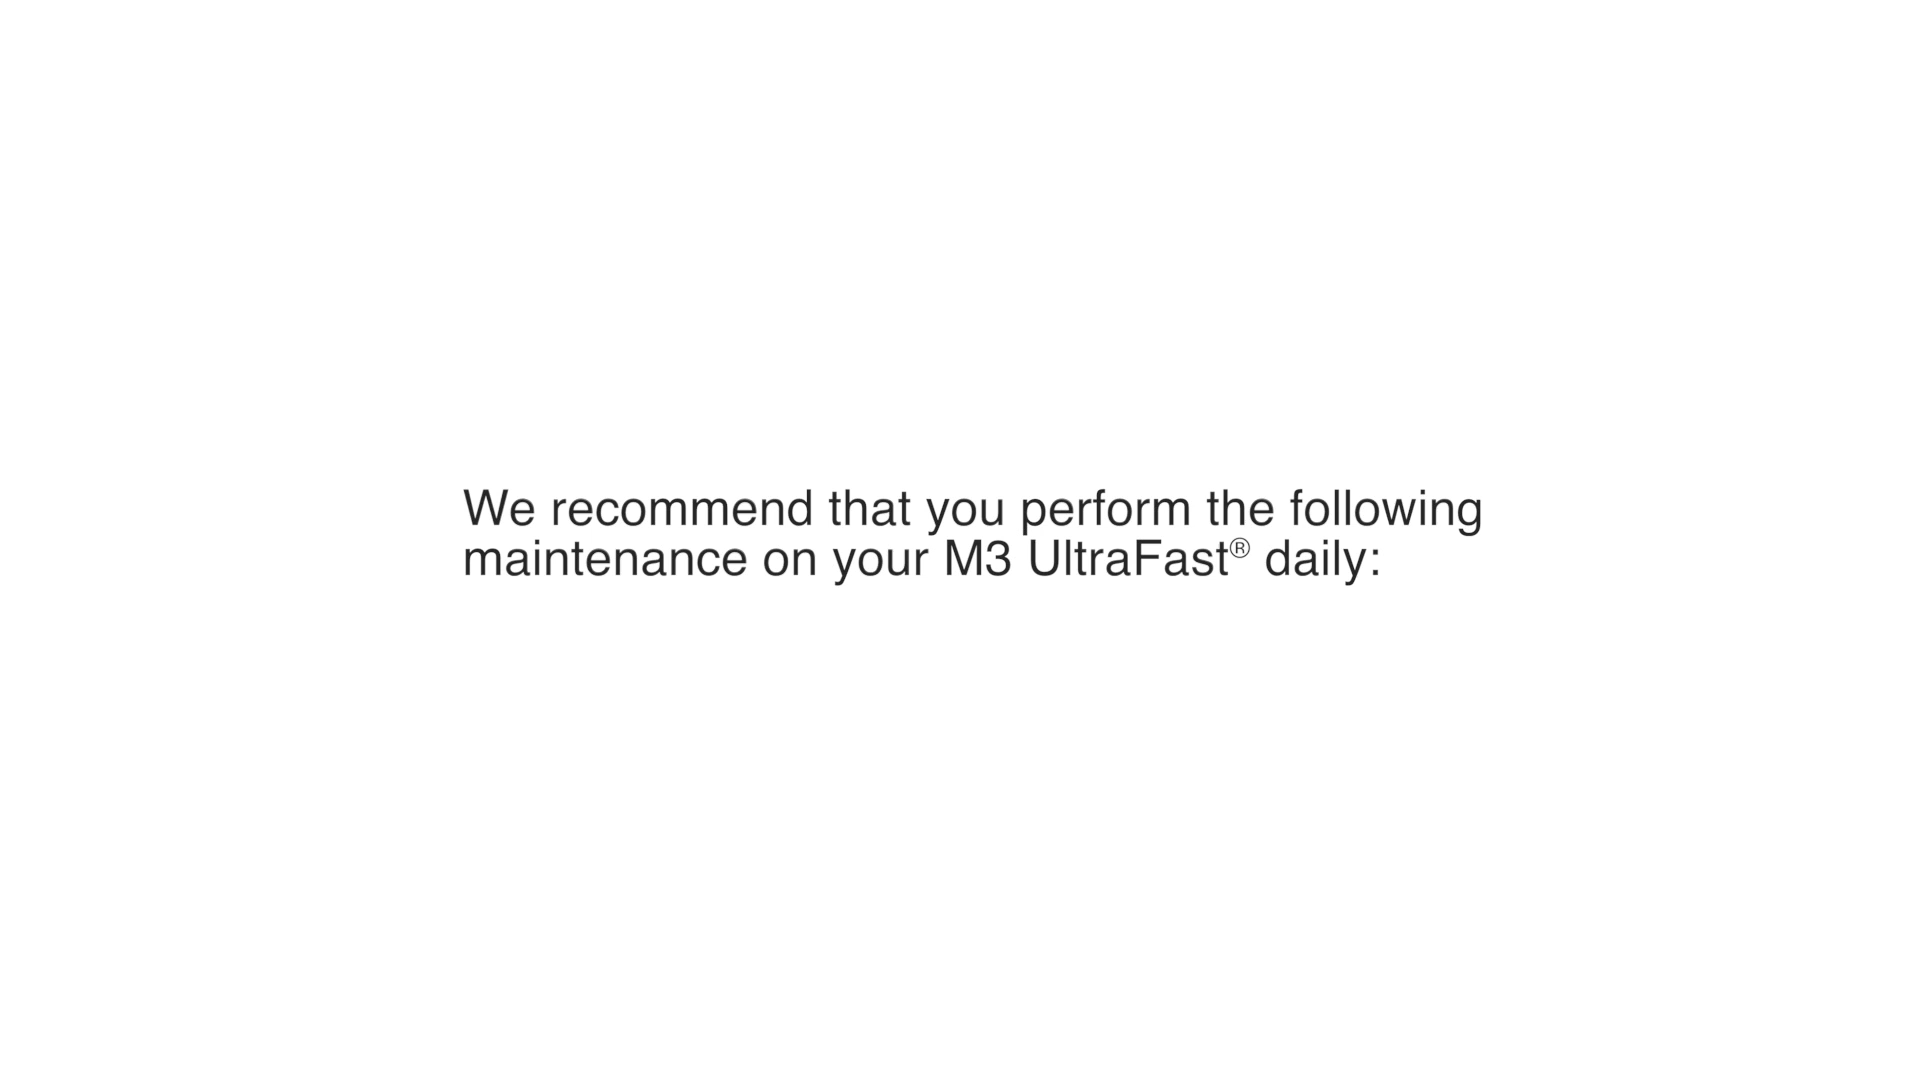 We recommend that you perform the following
maintenance on your M3 UltraFast® daily: